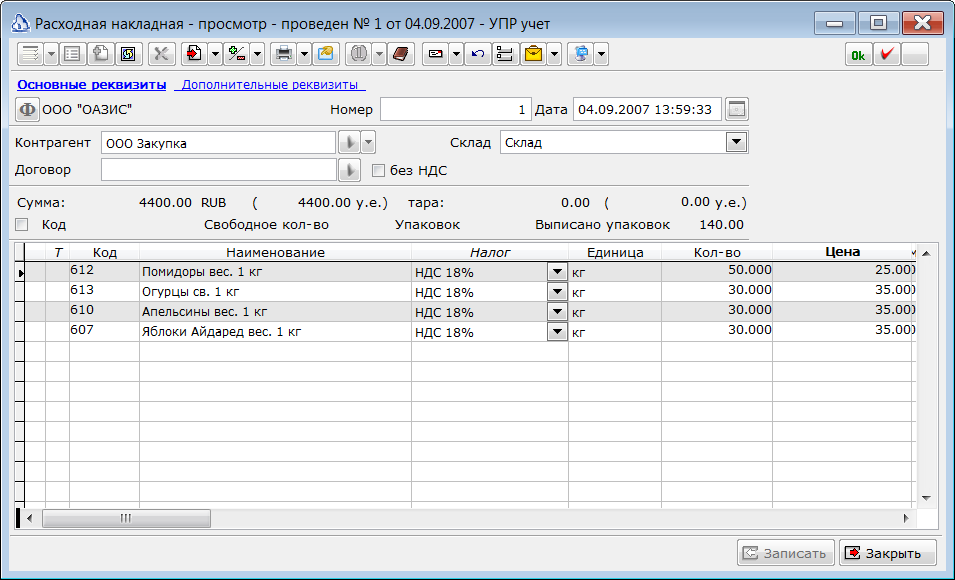 Расходная накладная - просмотр - проведен № 1 от 04.09.2007 - УПР учет
Ok
Основные реквизиты Дополнительные реквизиты
Ф ООО "ОАЗИС" Номер 1 Дата 04.09.2007 13:59:33
Контрагент ООО Закупка Склад Склад
Договор без НДС
Сумма: 4400.00 RUB ( 4400.00 у.е.) тара: 0.00 ( 0.00 у.е.)
Код Свободное кол-во Упаковок Выписано упаковок 140.00
Т Код Наименование Налог Единица Кол-во Цена
612 Помидоры вес. 1 кг НДС 18% кг 50.000 25.000
613 Огурцы св. 1 кг НДС 18% кг 30.000 35.000
610 Апельсины вес. 1 кг НДС 18% кг 30.000 35.000
607 Яблоки Айдаред вес. 1 кг НДС 18% кг 30.000 35.000
Записать Закрыть